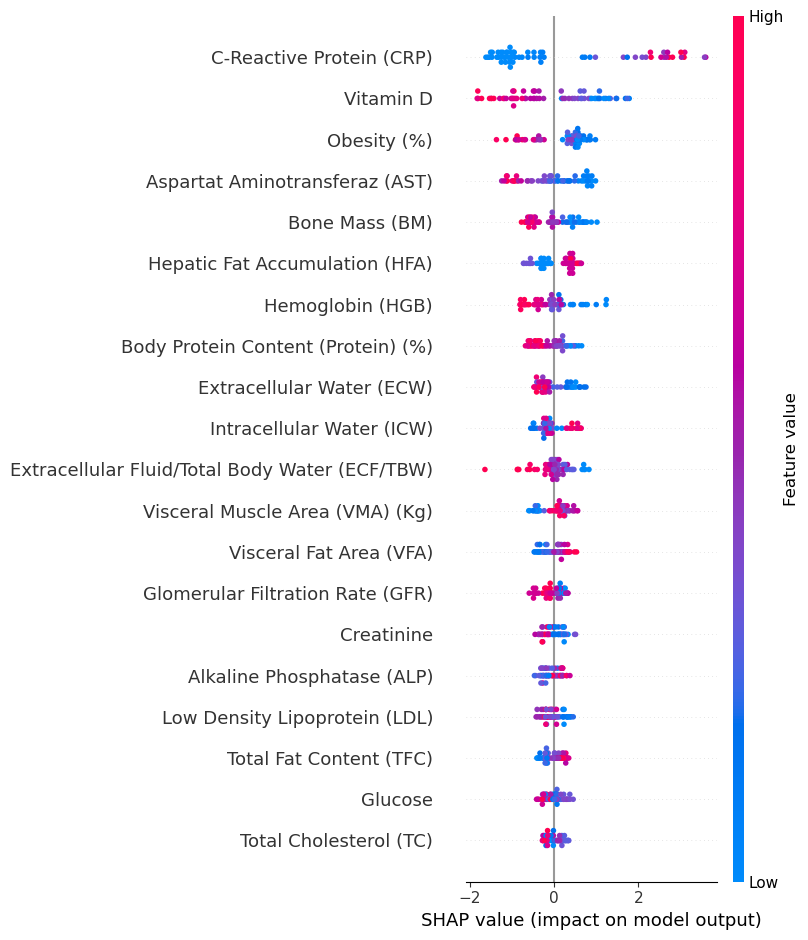 High
C-Reactive Protein (CRP)
Vitamin D
Obesity (%)
Aspartat Aminotransferaz (AST)
Bone Mass (BM)
Hepatic Fat Accumulation (HFA)
Hemoglobin (HGB)
Body Protein Content (Protein) (%)
Extracellular Water (ECW)
Intracellular Water (ICW)
Extracellular Fluid/Total Body Water (ECF/TBW)
Visceral Muscle Area (VMA) (Kg)
Visceral Fat Area (VFA)
Glomerular Filtration Rate (GFR)
Creatinine
Alkaline Phosphatase (ALP)
Low Density Lipoprotein (LDL)
Total Fat Content (TFC)
Glucose
Total Cholesterol (TC)
Feature value
Low
−2 0 2
SHAP value (impact on model output)